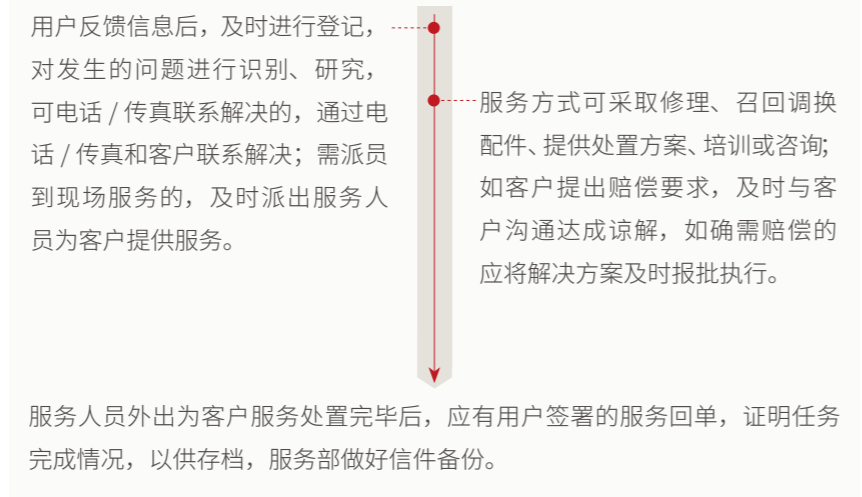 用户反馈信息后，及时进行登记，
对发生的问题进行识别、研究，
可电话 / 传真联系解决的，通过电
话 / 传真和客户联系解决；需派员
到现场服务的，及时派出服务人
员为客户提供服务。
服务方式可采取修理、召回调换
配件、提供处置方案、培训或咨询;
如客户提出赔偿要求，及时与客
户沟通达成谅解，如确需赔偿的
应将解决方案及时报批执行。
服务人员外出为客户服务处置完毕后，应有用户签署的服务回单，证明任务
完成情况，以供存档，服务部做好信件备份。